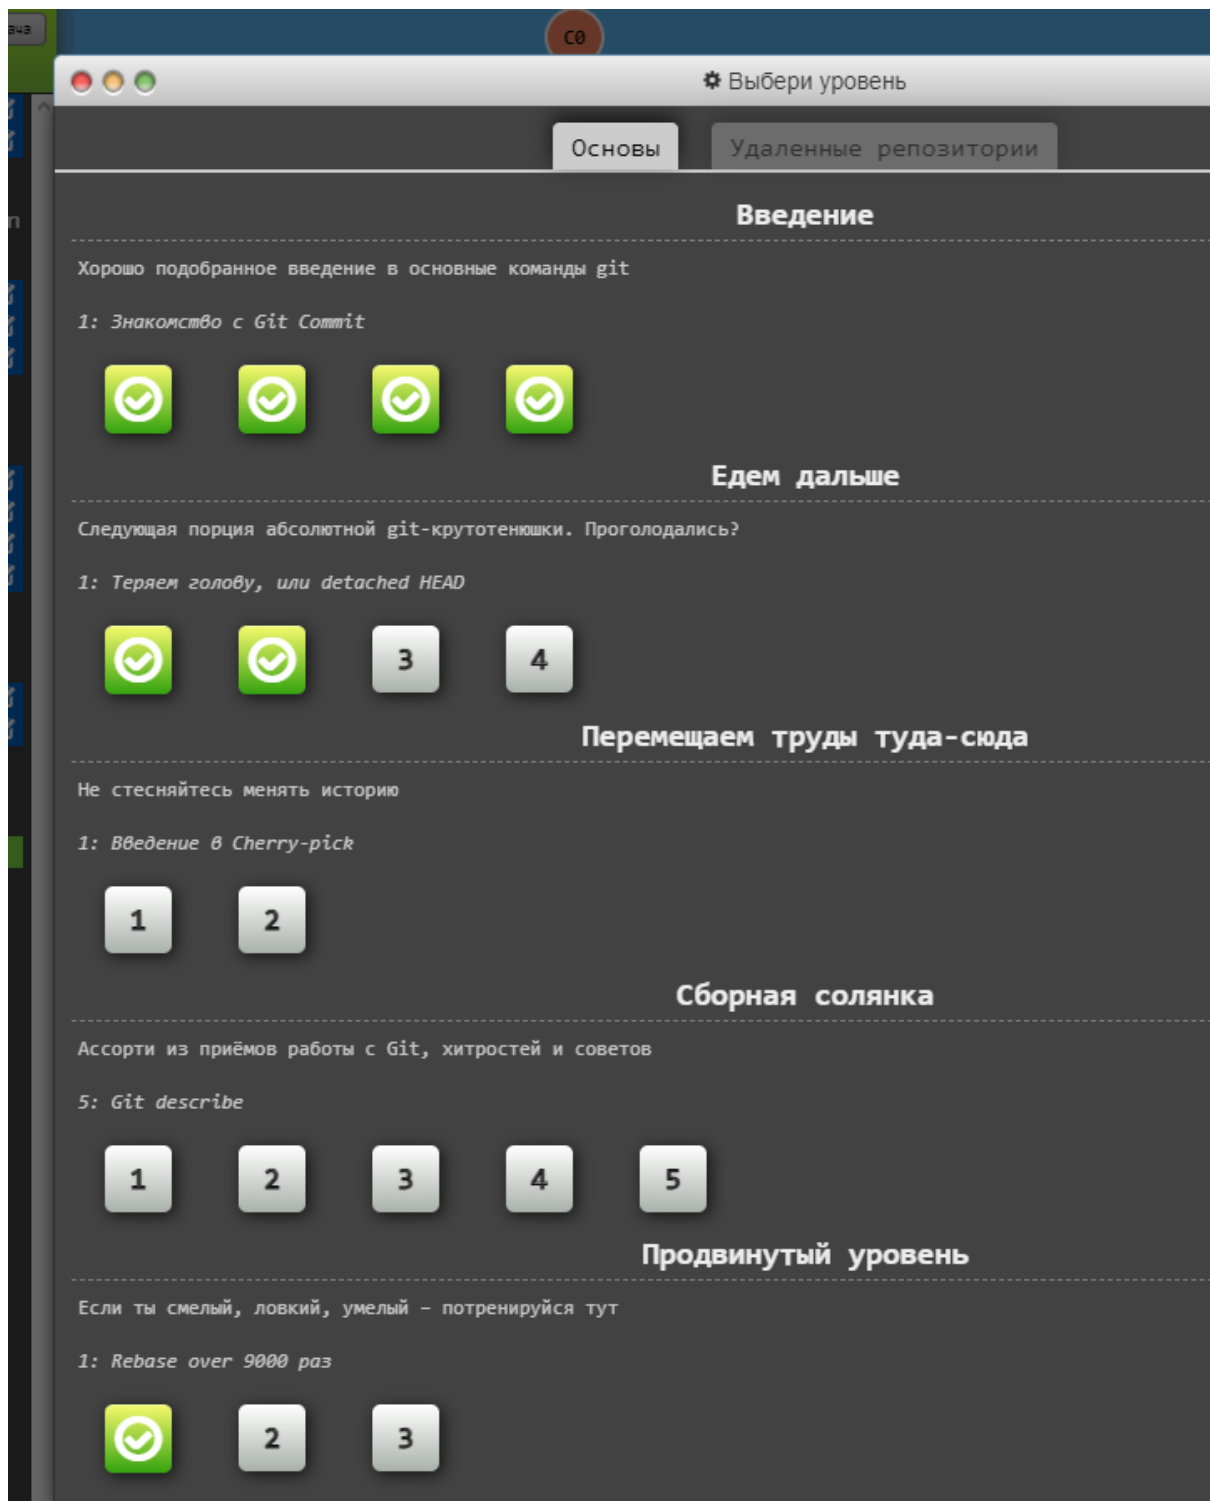 C0
Выбери уровень
Основы
Удаленные репозитории
Введение
Хорошо подобранное введение в основные команды git
1: Знакомство с Git Commit
Едем дальше
Следующая порция абсолютной git-крутотенюшки. Проголодались?
1: Теряем голову, или detached HEAD
3 4
Перемещаем труды туда-сюда
Не стесняйтесь менять историю
1: Введение в Cherry-pick
1 2
Сборная солянка
Ассорти из приёмов работы с Git, хитростей и советов
5: Git describe
1 2 3 4 5
Продвинутый уровень
Если ты смелый, ловкий, умелый – потренируйся тут
1: Rebase over 9000 раз
2 3